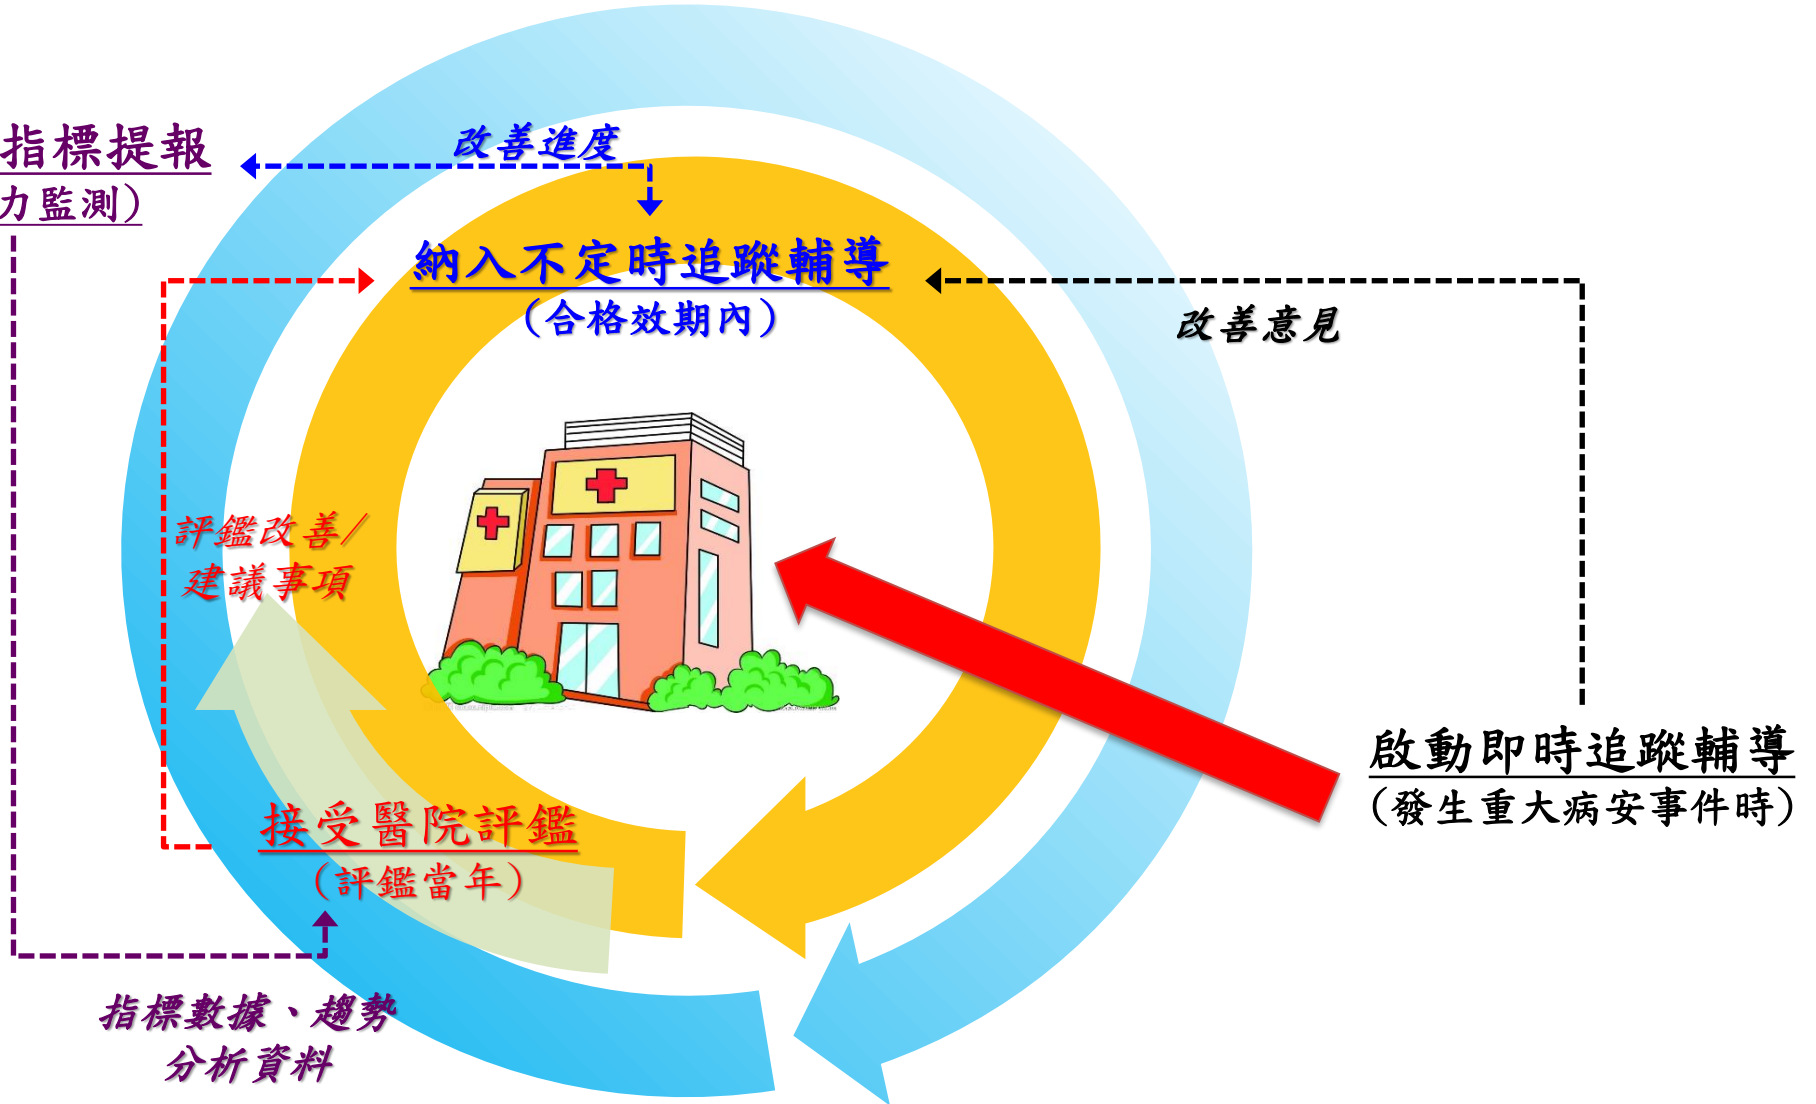 指標提報
力監測)
改善進度
納入不定時追蹤輔導
(合格效期內)
改善意見
評鑑改善/
建議事項
啟動即時追蹤輔導
(發生重大病安事件時)
接受醫院評鑑
(評鑑當年)
指標數據、趨勢
分析資料